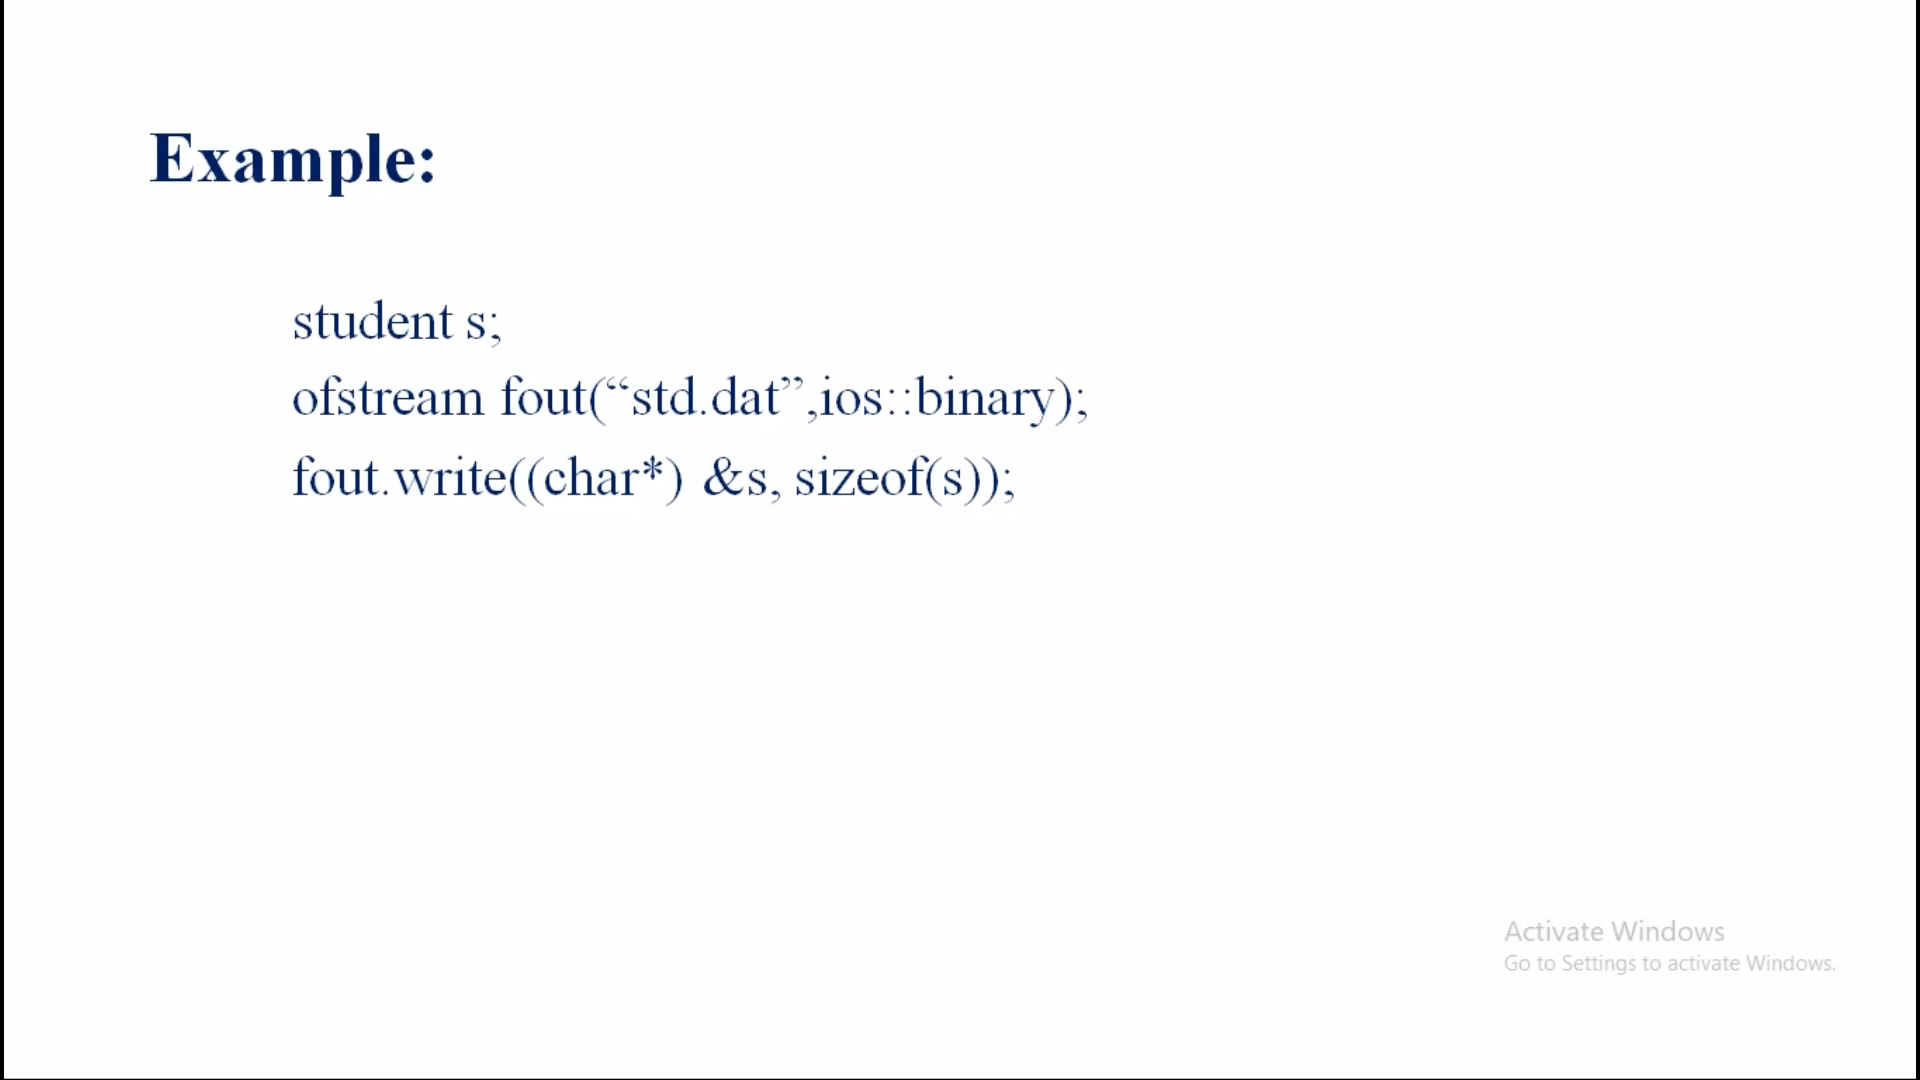 Example:
student s;
ofstream fout(“std.dat”,ios::binary);
fout.write((char*) &s, sizeof(s));
Activate Windows
Go to Settings to activate Windows.